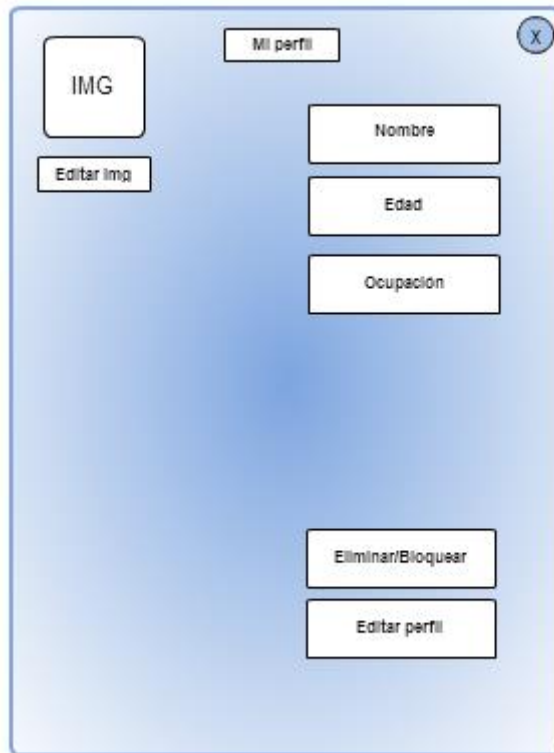 Mi perfil
X
IMG
Editar Img
Nombre
Edad
Ocupación
Eliminar/Bloquear
Editar perfil